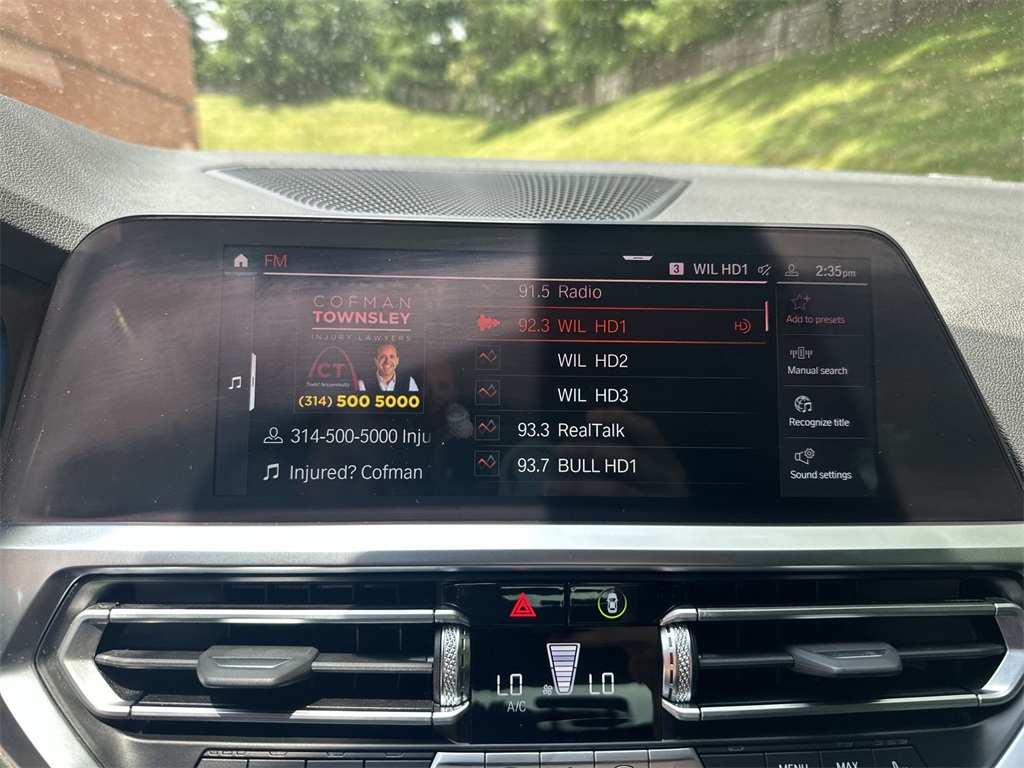 FM
3 WIL HD1
2:35pm
COFMAN
TOWNSLEY
INJURY LAWYERS
CT
(314) 500 5000
314-500-5000 Inju
Injured? Cofman
91.5 Radio
92.3 WIL HD1
HD
WIL HD2
WIL HD3
93.3 RealTalk
93.7 BULL HD1
Add to presets
Manual search
Recognize title
Sound settings
LO
LO
A/C
MENU
MAX